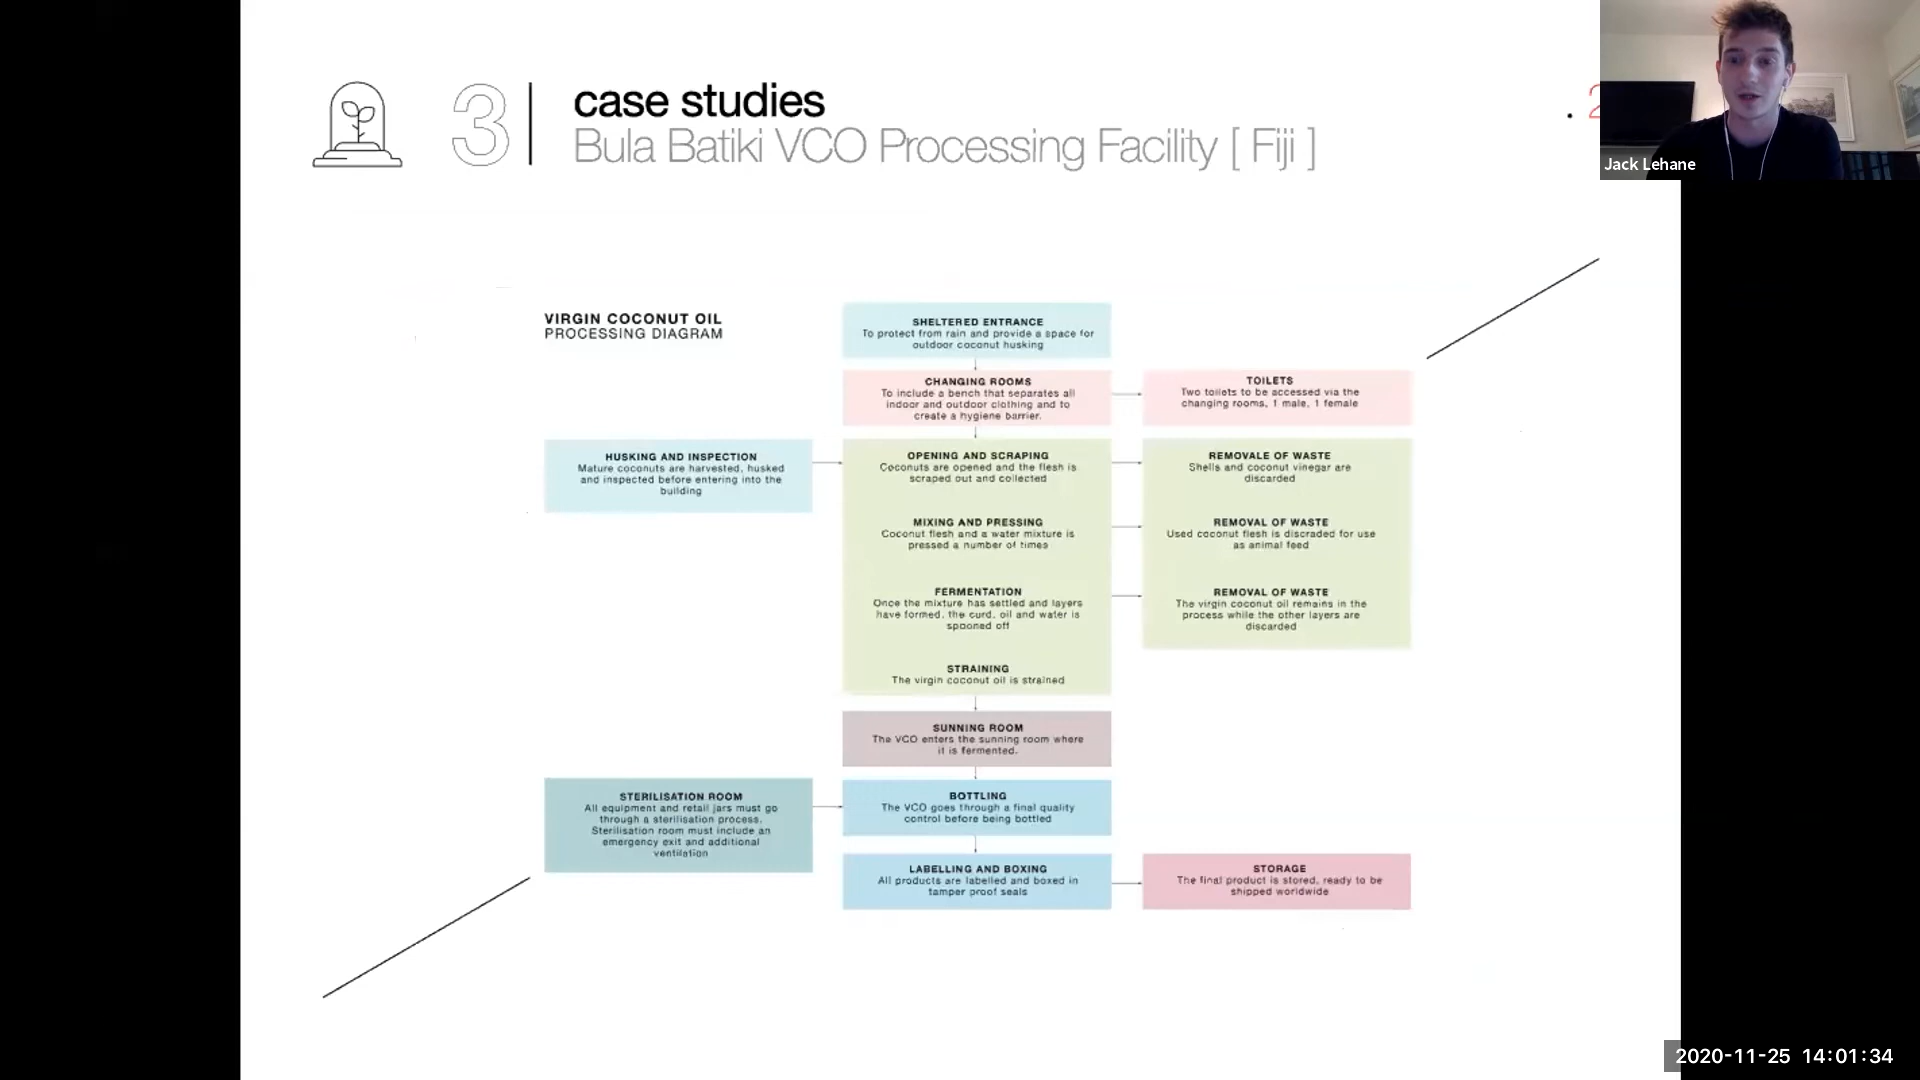 3
case studies
Bula Batiki VCO Processing Facility [ Fiji ]
Jack Lehane
VIRGIN COCONUT OIL
PROCESSING DIAGRAM
SHELTERED ENTRANCE
To protect from rain and provide a space for
outdoor coconut husking
CHANGING ROOMS
To include a bench that separates all
indoor and outdoor clothing and to
create a hygiene barrier.
TOILETS
Two toilets to be accessed via the
changing rooms, 1 male, 1 female
HUSKING AND INSPECTION
Mature coconuts are harvested, husked
and inspected before entering into the
building
OPENING AND SCRAPING
Coconuts are opened and the flesh is
scraped out and collected
REMOVALE OF WASTE
Shells and coconut vinegar are
discarded
MIXING AND PRESSING
Coconut flesh and a water mixture is
pressed a number of times
REMOVAL OF WASTE
Used coconut flesh is discraded for use
as animal feed
FERMENTATION
Once the mixture has settled and layers
have formed, the curd, oil and water is
spooned off
REMOVAL OF WASTE
The virgin coconut oil remains in the
process while the other layers are
discarded
STRAINING
The virgin coconut oil is strained
SUNNING ROOM
The VCO enters the sunning room where
it is fermented.
STERILISATION ROOM
All equipment and retail jars must go
through a sterilisation process.
Sterilisation room must include an
emergency exit and additional
ventilation
BOTTLING
The VCO goes through a final quality
control before being bottled
LABELLING AND BOXING
All products are labelled and boxed in
tamper proof seals
STORAGE
The final product is stored, ready to be
shipped worldwide
2020-11-25 14:01:34